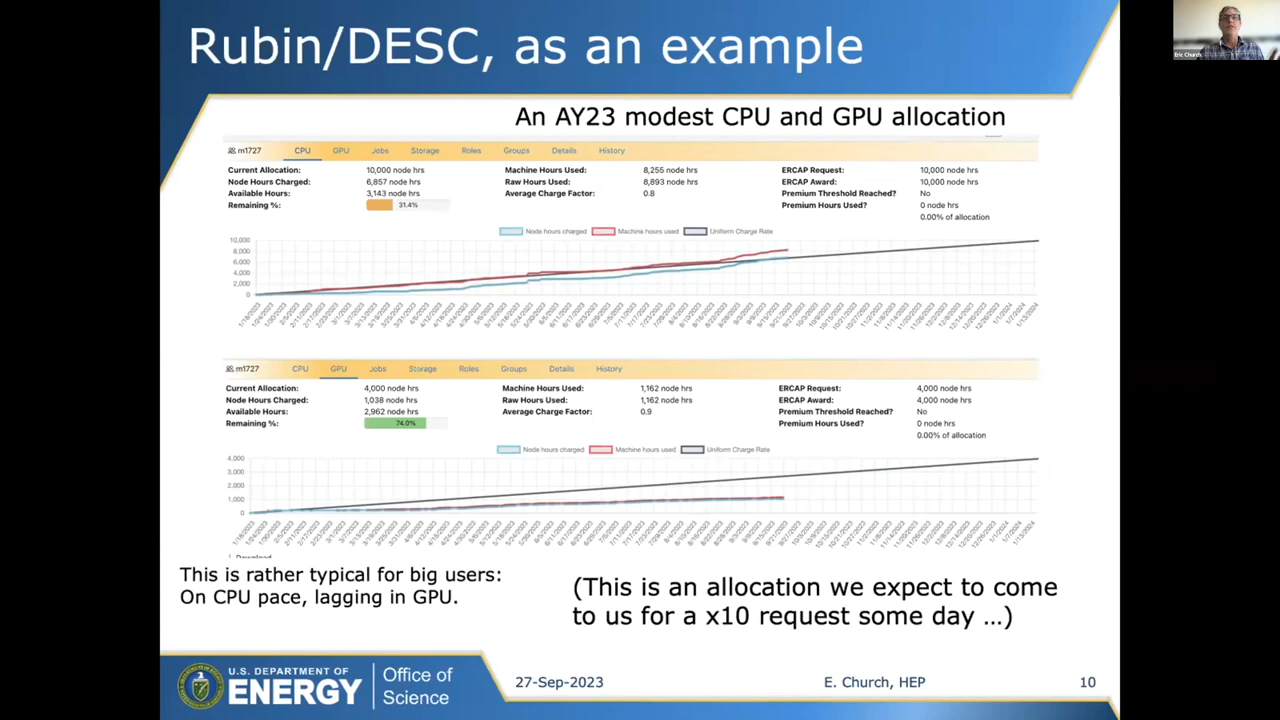 Rubin/DESC, as an example
Eric Church
An AY23 modest CPU and GPU allocation
m1727 CPU GPU Jobs Storage Roles Groups Details History
Current Allocation: 10,000 node hrs Machine Hours Used: 8,255 node hrs ERCAP Request: 10,000 node hrs
Node Hours Charged: 6,857 node hrs Raw Hours Used: 8,893 node hrs ERCAP Award: 10,000 node hrs
Available Hours: 3,143 node hrs Average Charge Factor: 0.8 Premium Threshold Reached? No
Remaining %: 31.4% Premium Hours Used? 0 node hrs
0.00% of allocation
Node hours charged Machine hours used Uniform Charge Rate
10,000
8,000
6,000
4,000
2,000
0
m1727 CPU GPU Jobs Storage Roles Groups Details History
Current Allocation: 4,000 node hrs Machine Hours Used: 1,162 node hrs ERCAP Request: 4,000 node hrs
Node Hours Charged: 1,038 node hrs Raw Hours Used: 1,162 node hrs ERCAP Award: 4,000 node hrs
Available Hours: 2,962 node hrs Average Charge Factor: 0.9 Premium Threshold Reached? No
Remaining %: 74.0% Premium Hours Used? 0 node hrs
0.00% of allocation
Node hours charged Machine hours used Uniform Charge Rate
4,000
3,000
2,000
1,000
0
This is rather typical for big users:
On CPU pace, lagging in GPU.
(This is an allocation we expect to come
to us for a x10 request some day …)
U.S. DEPARTMENT OF
ENERGY
Office of
Science
27-Sep-2023 E. Church, HEP 10